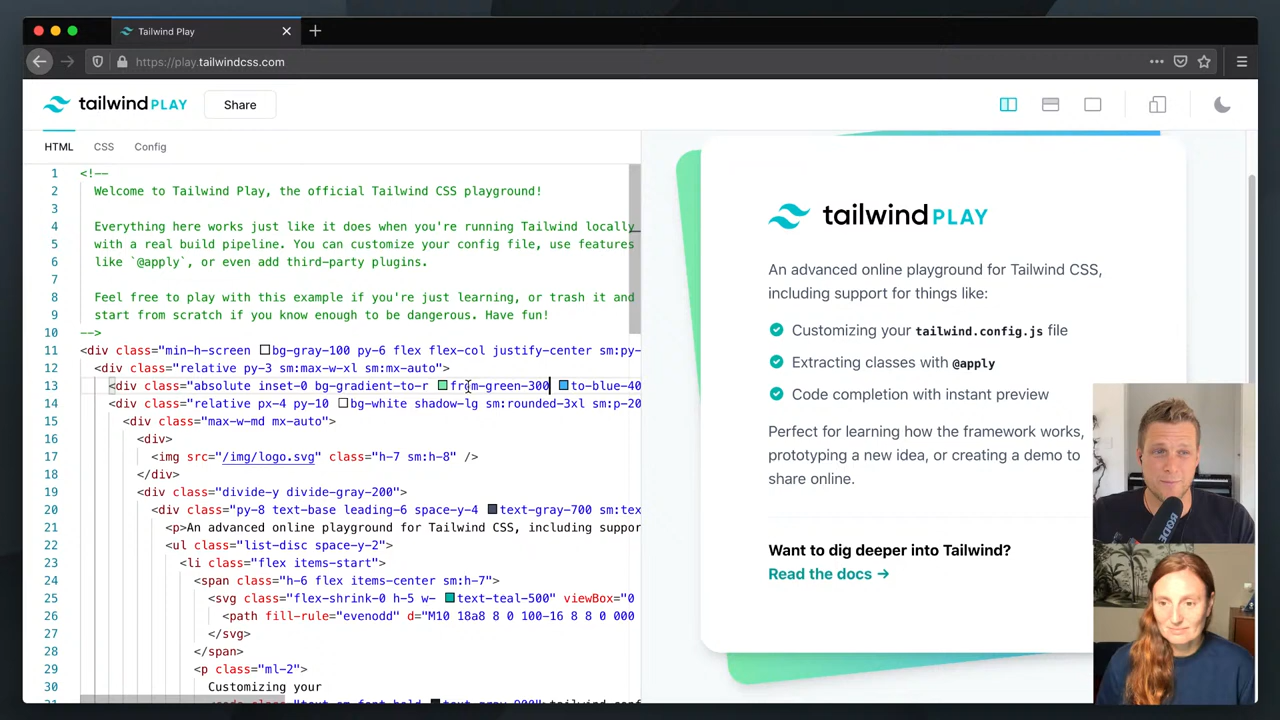 Tailwind Play
https://play.tailwindcss.com
tailwind PLAY
Share
HTML CSS Config
1 <!--
2 Welcome to Tailwind Play, the official Tailwind CSS playground!
3
4 Everything here works just like it does when you're running Tailwind locally
5 with a real build pipeline. You can customize your config file, use features
6 like `@apply`, or even add third-party plugins.
7
8 Feel free to play with this example if you're just learning, or trash it and
9 start from scratch if you know enough to be dangerous. Have fun!
10 -->
11 <div class="min-h-screen bg-gray-100 py-6 flex flex-col justify-center sm:py-
12 <div class="relative py-3 sm:max-w-xl sm:mx-auto">
13 <div class="absolute inset-0 bg-gradient-to-r from-green-300 to-blue-40
14 <div class="relative px-4 py-10 bg-white shadow-lg sm:rounded-3xl sm:p-20
15 <div class="max-w-md mx-auto">
16 <div>
17 <img src="/img/logo.svg" class="h-7 sm:h-8" />
18 </div>
19 <div class="divide-y divide-gray-200">
20 <div class="py-8 text-base leading-6 space-y-4 text-gray-700 sm:tex
21 <p>An advanced online playground for Tailwind CSS, including suppor
22 <ul class="list-disc space-y-2">
23 <li class="flex items-start">
24 <span class="h-6 flex items-center sm:h-7">
25 <svg class="flex-shrink-0 h-5 w- text-teal-500" viewBox="0
26 <path fill-rule="evenodd" d="M10 18a8 8 0 100-16 8 8 0 000
27 </svg>
28 </span>
29 <p class="ml-2">
30 Customizing your
tailwind PLAY
An advanced online playground for Tailwind CSS,
including support for things like:
Customizing your tailwind.config.js file
Extracting classes with @apply
Code completion with instant preview
Perfect for learning how the framework works,
prototyping a new idea, or creating a demo to
share online.
Want to dig deeper into Tailwind?
Read the docs →
RODE